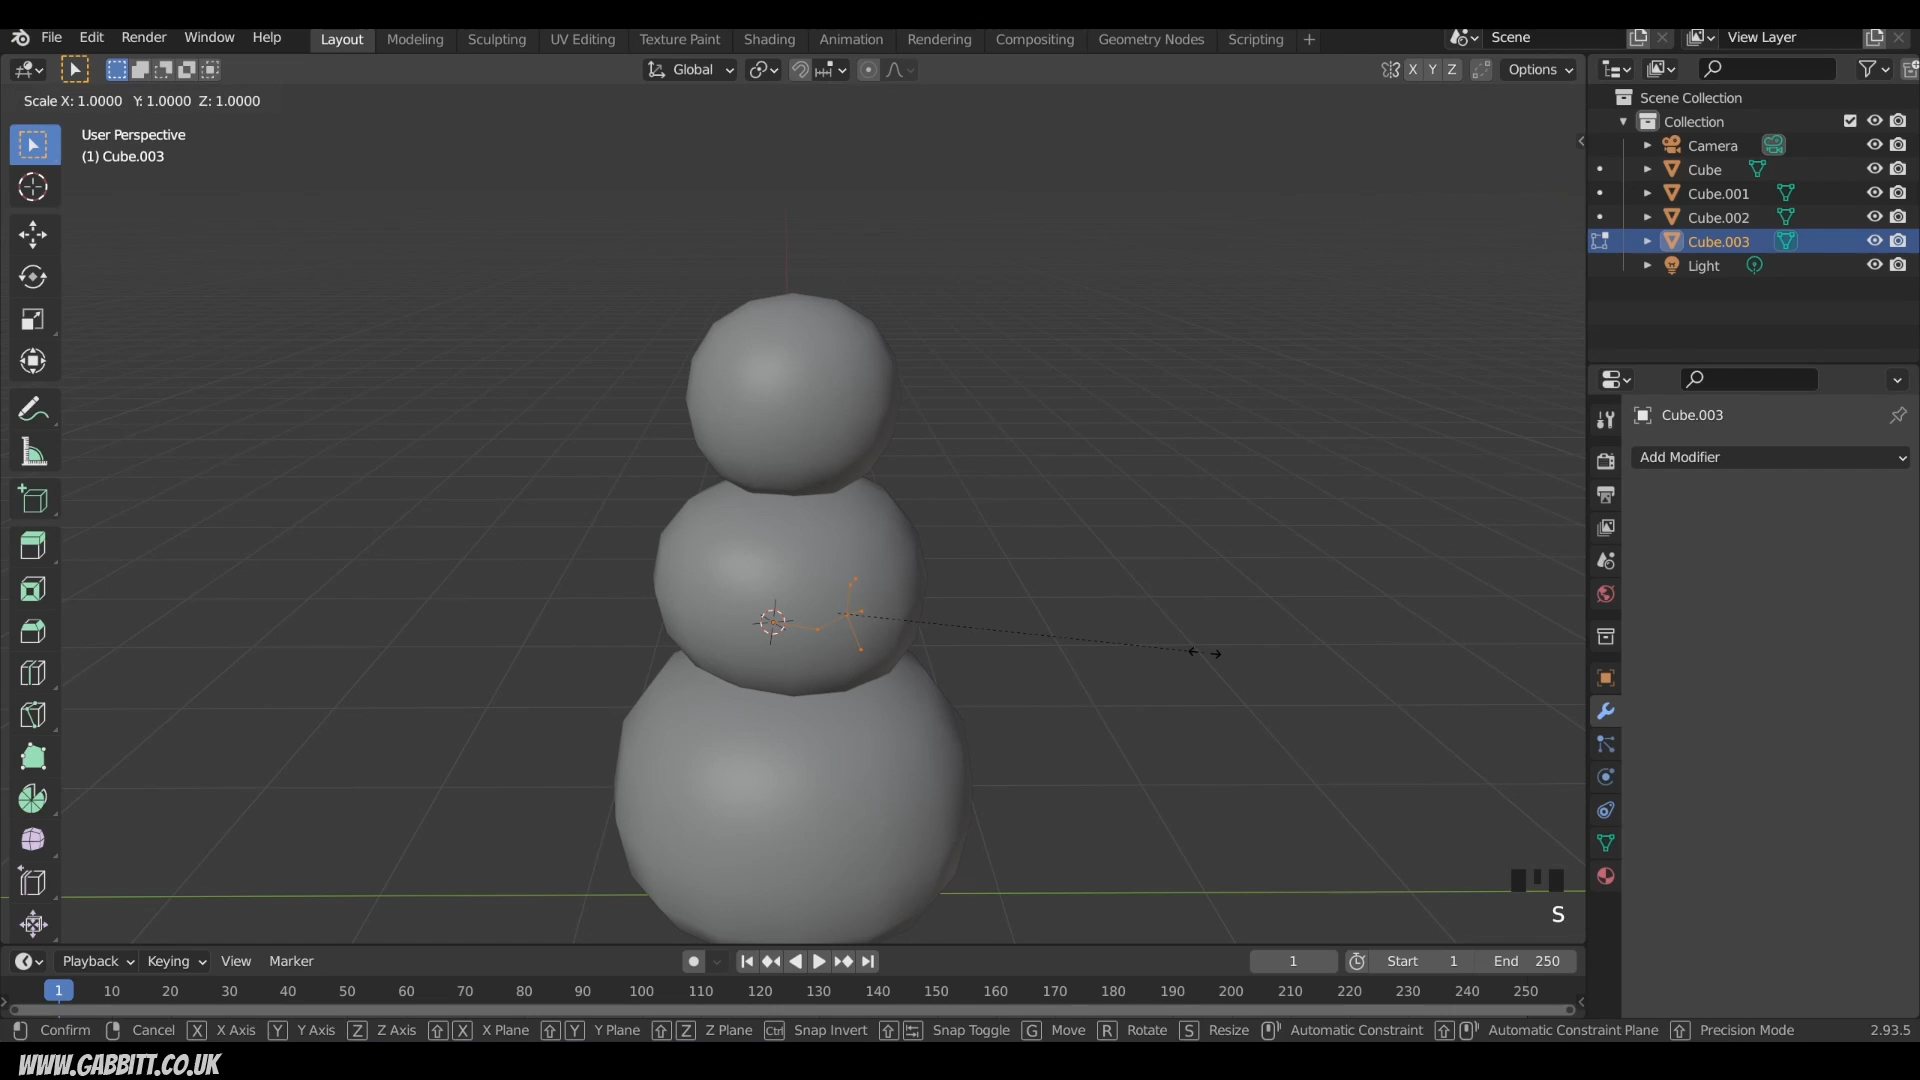 File Edit Render Window Help Layout Modeling Sculpting UV Editing Texture Paint Shading Animation Rendering Compositing Geometry Nodes Scripting + Scene View Layer
Global X Y Z Options
Scale X: 1.0000 Y: 1.0000 Z: 1.0000
User Perspective
(1) Cube.003
Scene Collection
Collection
Camera
Cube
Cube.001
Cube.002
Cube.003
Light
Cube.003
Add Modifier
S
Playback Keying View Marker 1 Start 1 End 250
1 10 20 30 40 50 60 70 80 90 100 110 120 130 140 150 160 170 180 190 200 210 220 230 240 250
Confirm Cancel X X Axis Y Y Axis Z Z Axis X X Plane Y Y Plane Z Z Plane Ctrl Snap Invert Snap Toggle G Move R Rotate S Resize Automatic Constraint Automatic Constraint Plane Precision Mode 2.93.5
WWW.GABBITT.CO.UK